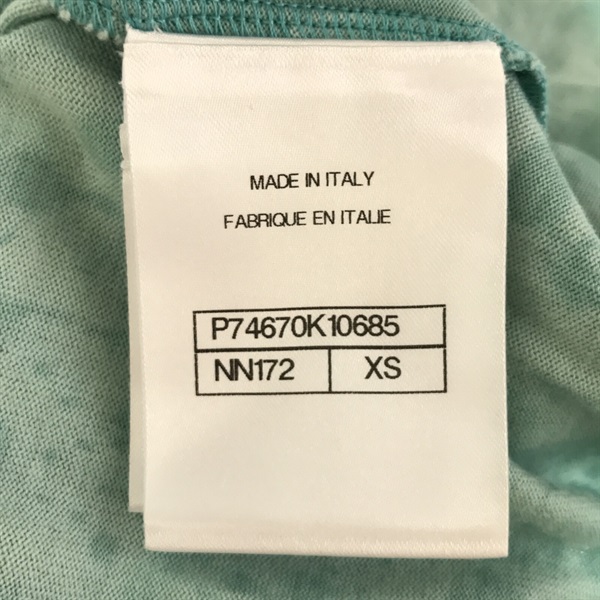 MADE IN ITALY
FABRIQUE EN ITALIE
P74670K10685
NN172 XS